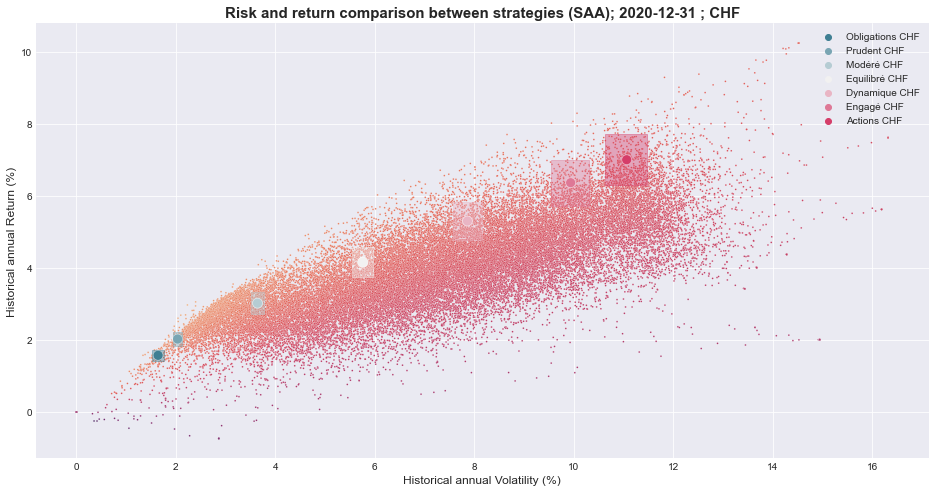 Risk and return comparison between strategies (SAA); 2020-12-31 ; CHF
Obligations CHF
Prudent CHF
Modéré CHF
Equilibré CHF
Dynamique CHF
Engagé CHF
Actions CHF
Historical annual Return (%)
10
8
6
4
2
0
0 2 4 6 8 10 12 14 16
Historical annual Volatility (%)